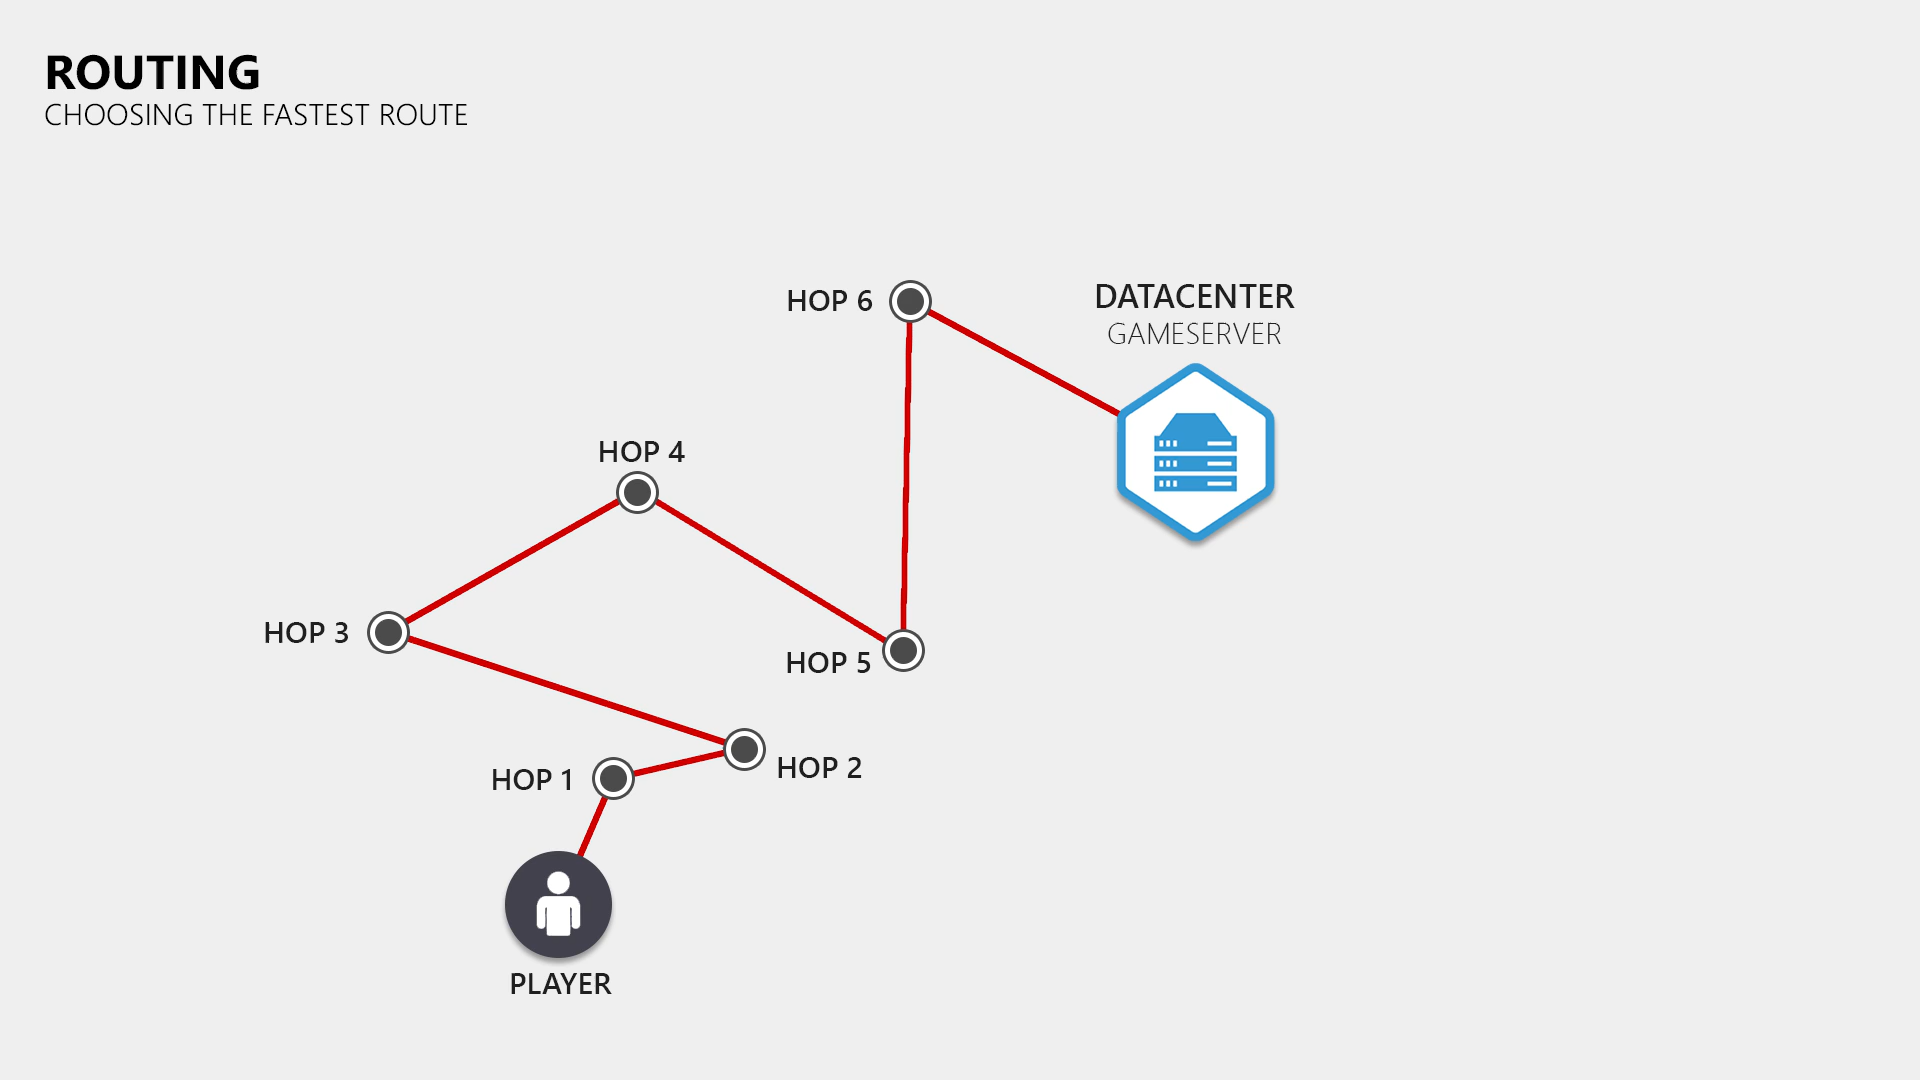 ROUTING
CHOOSING THE FASTEST ROUTE
HOP 6
DATACENTER
GAMESERVER
HOP 4
HOP 3
HOP 5
HOP 2
HOP 1
PLAYER